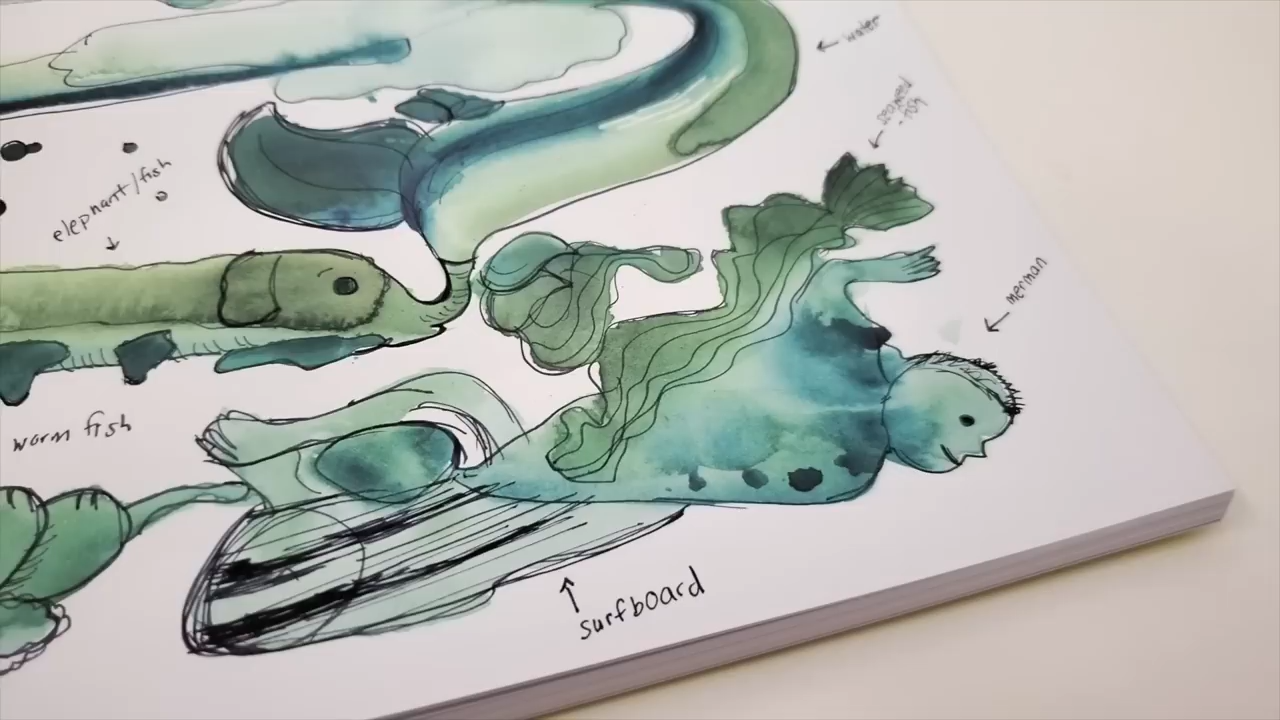 water
seaweed
-fish
elephant/fish
merman
worm fish
surfboard